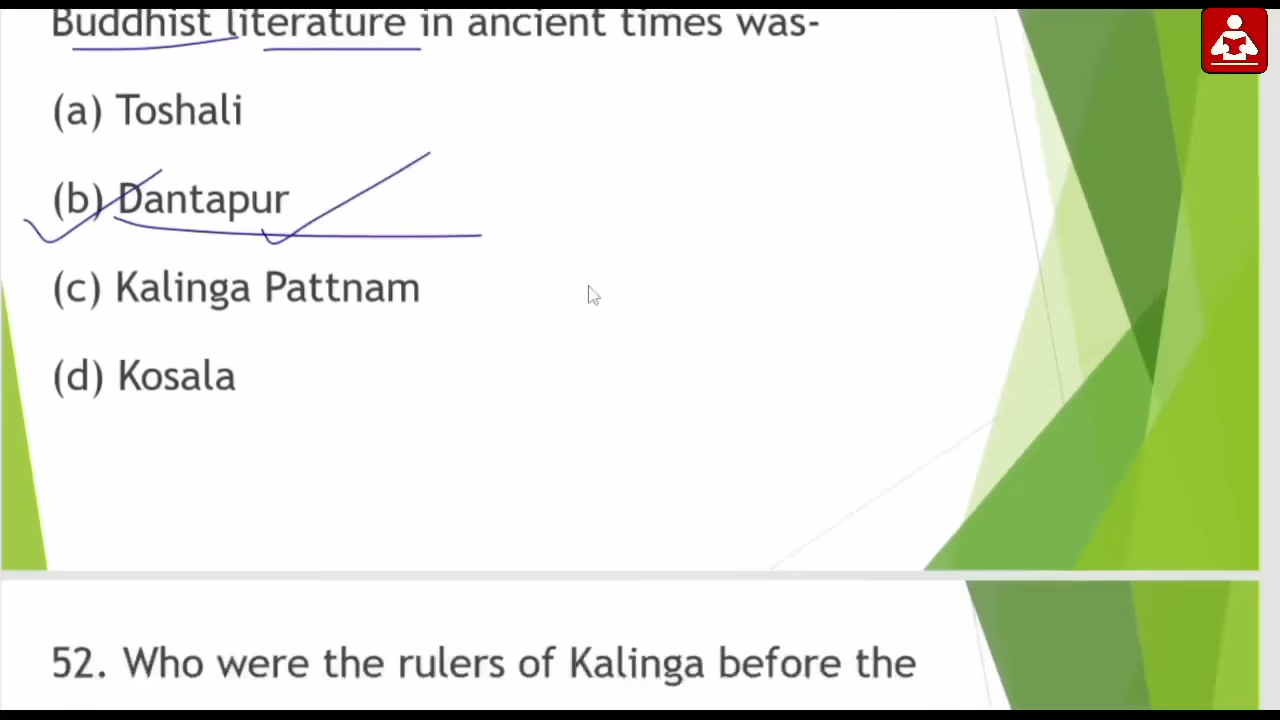 Buddhist literature in ancient times was-
(a) Toshali
(b) Dantapur
(c) Kalinga Pattnam
(d) Kosala
52. Who were the rulers of Kalinga before the